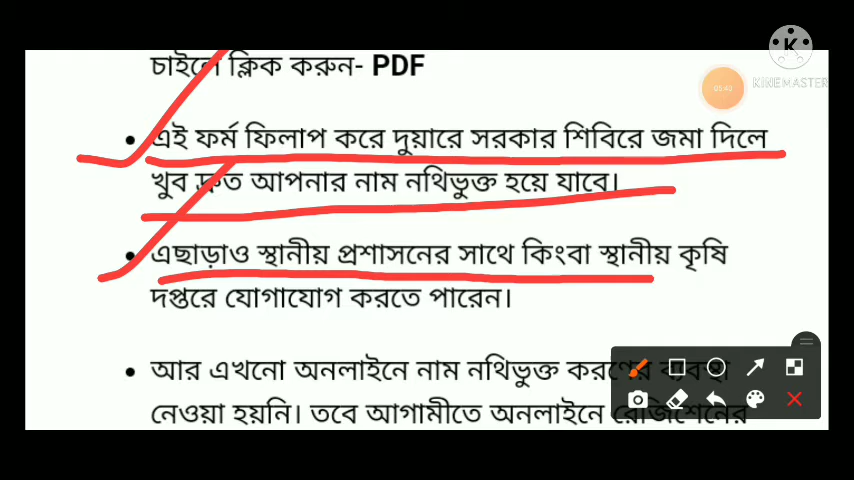 চাইলে ক্লিক করুন- PDF
K
KINEMASTER
• এই ফর্ম ফিলাপ করে দুয়ারে সরকার শিবিরে জমা দিলে
খুব দ্রুত আপনার নাম নথিভুক্ত হয়ে যাবে।
• এছাড়াও স্থানীয় প্রশাসনের সাথে কিংবা স্থানীয় কৃষি
দপ্তরে যোগাযোগ করতে পারেন।
• আর এখনো অনলাইনে নাম নথিভুক্ত করণের ব্যবস্থা
নেওয়া হয়নি। তবে আগামীতে অনলাইনে